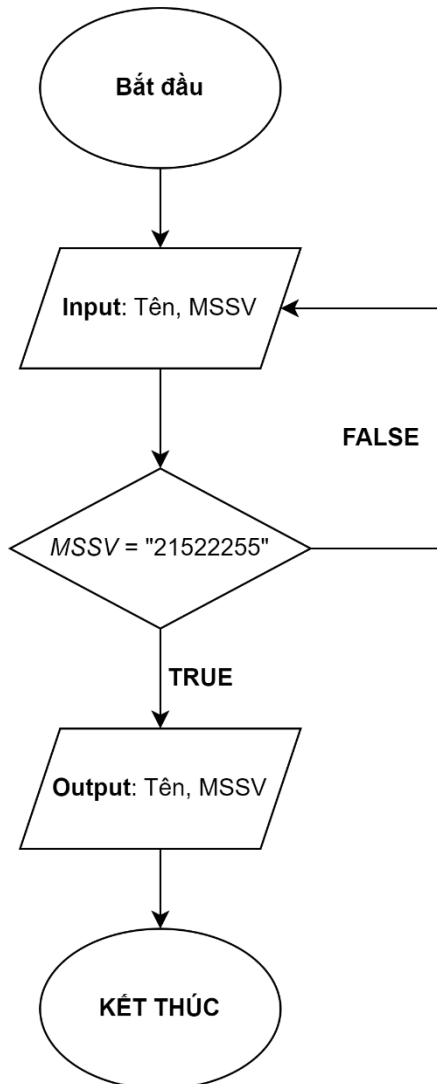 Bắt đầu
Input: Tên, MSSV
FALSE
MSSV = "21522255"
TRUE
Output: Tên, MSSV
KẾT THÚC